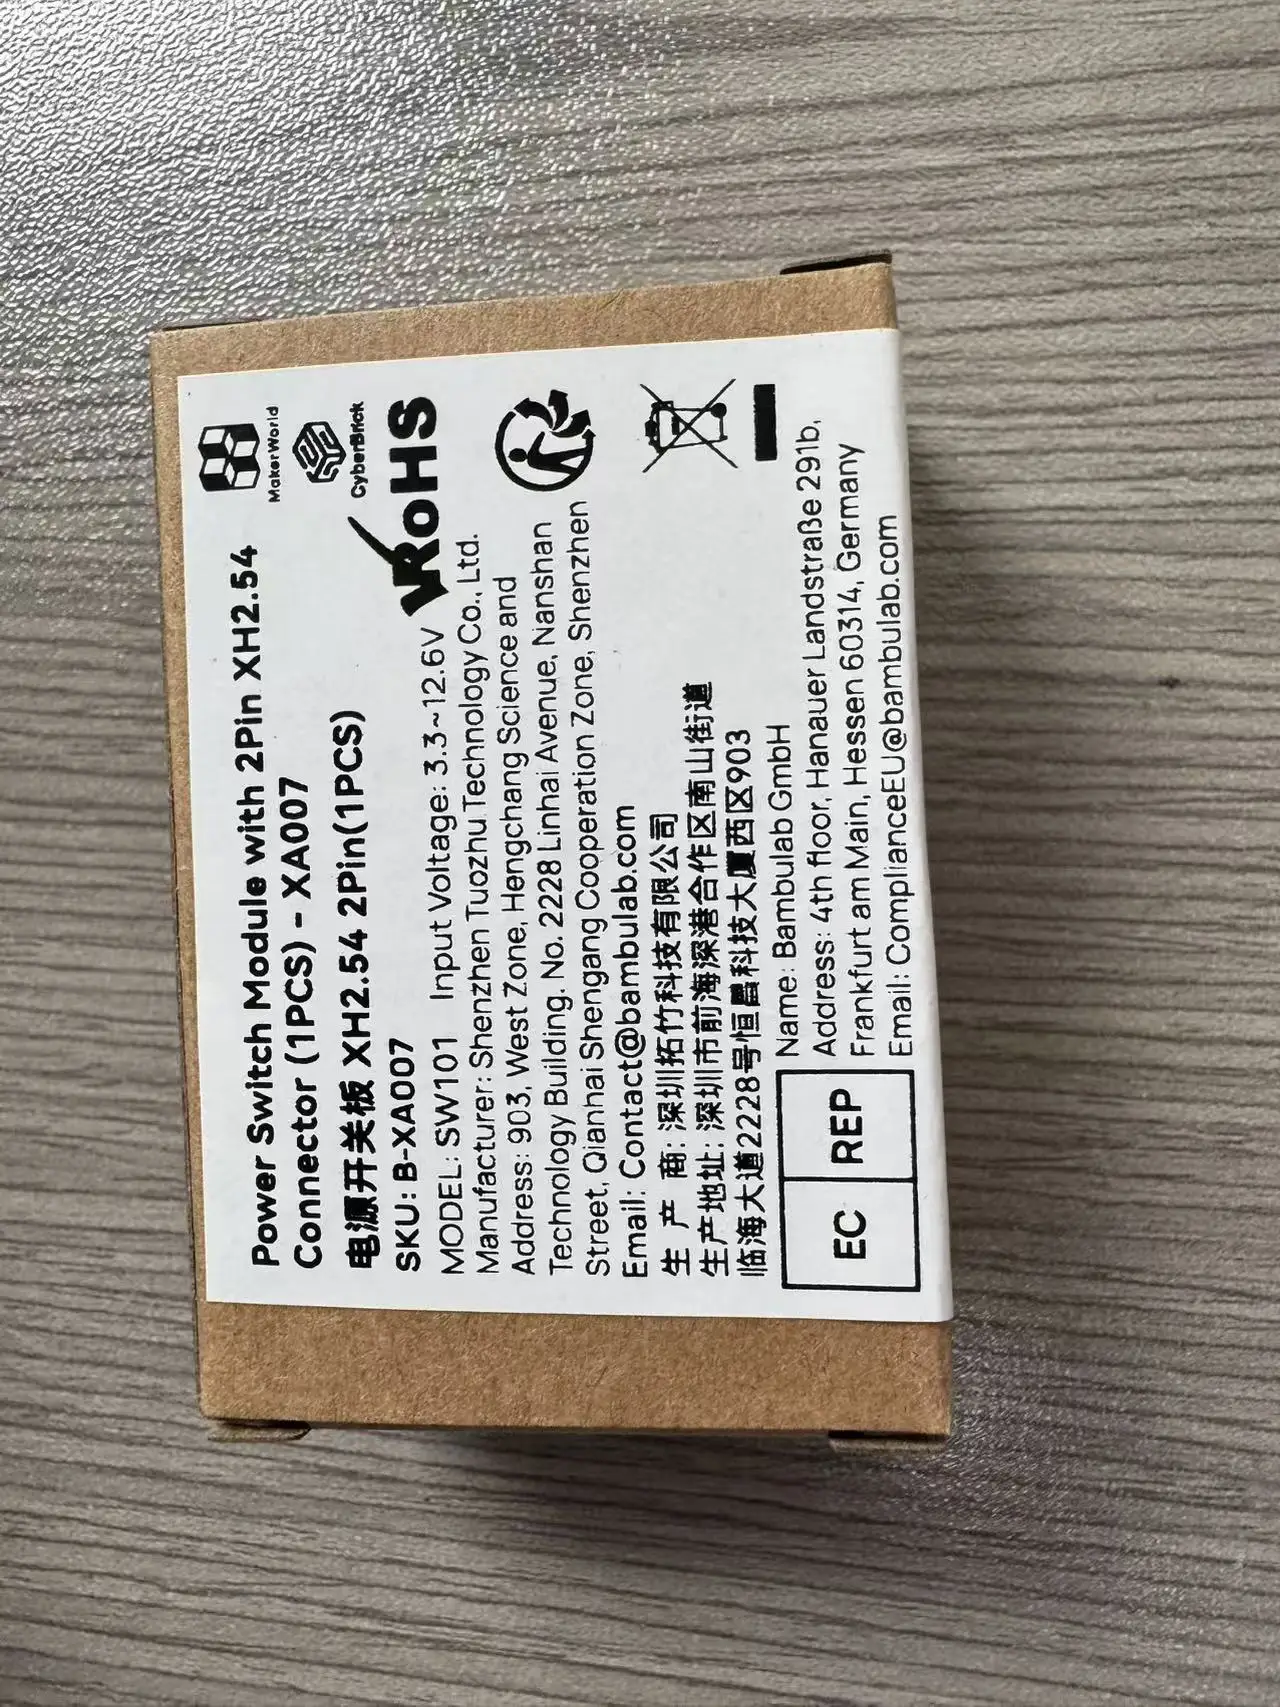 Power Switch Module with 2Pin XH2.54
Connector (1PCS) - XA007
电源开关板 XH2.54 2Pin(1PCS)
SKU: B-XA007
MODEL: SW101 Input Voltage: 3.3~12.6V
Manufacturer: Shenzhen Tuozhu Technology Co., Ltd.
Address: 903, West Zone, Hengchang Science and
Technology Building, No. 2228 Linhai Avenue, Nanshan
Street, Qianhai Shengang Cooperation Zone, Shenzhen
Email: Contact@bambulab.com
生 产 商: 深圳拓竹科技有限公司
生产地址: 深圳市前海深港合作区南山街道
临海大道2228号恒昌科技大厦西区903
EC REP
Name: Bambulab GmbH
Address: 4th floor, Hanauer Landstraße 291b,
Frankfurt am Main, Hessen 60314, Germany
Email: ComplianceEU@bambulab.com
MakerWorld
CyberBrick
RoHS